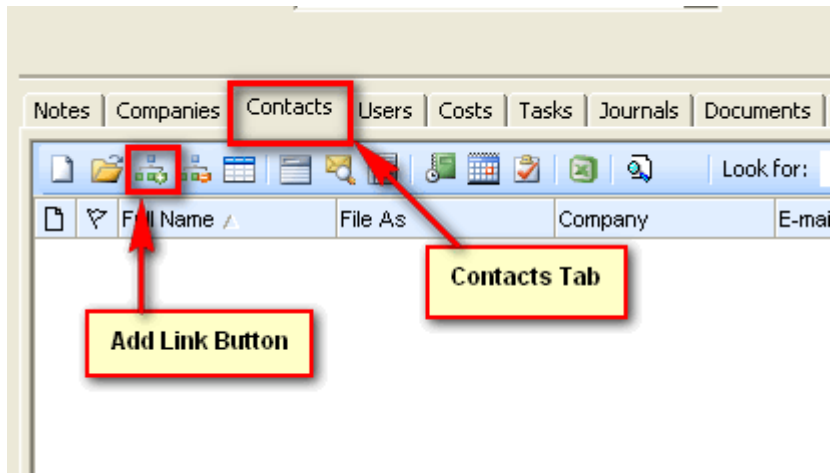 Notes Companies Contacts Users Costs Tasks Journals Documents
Look for:
Full Name File As Company E-mai
Contacts Tab
Add Link Button